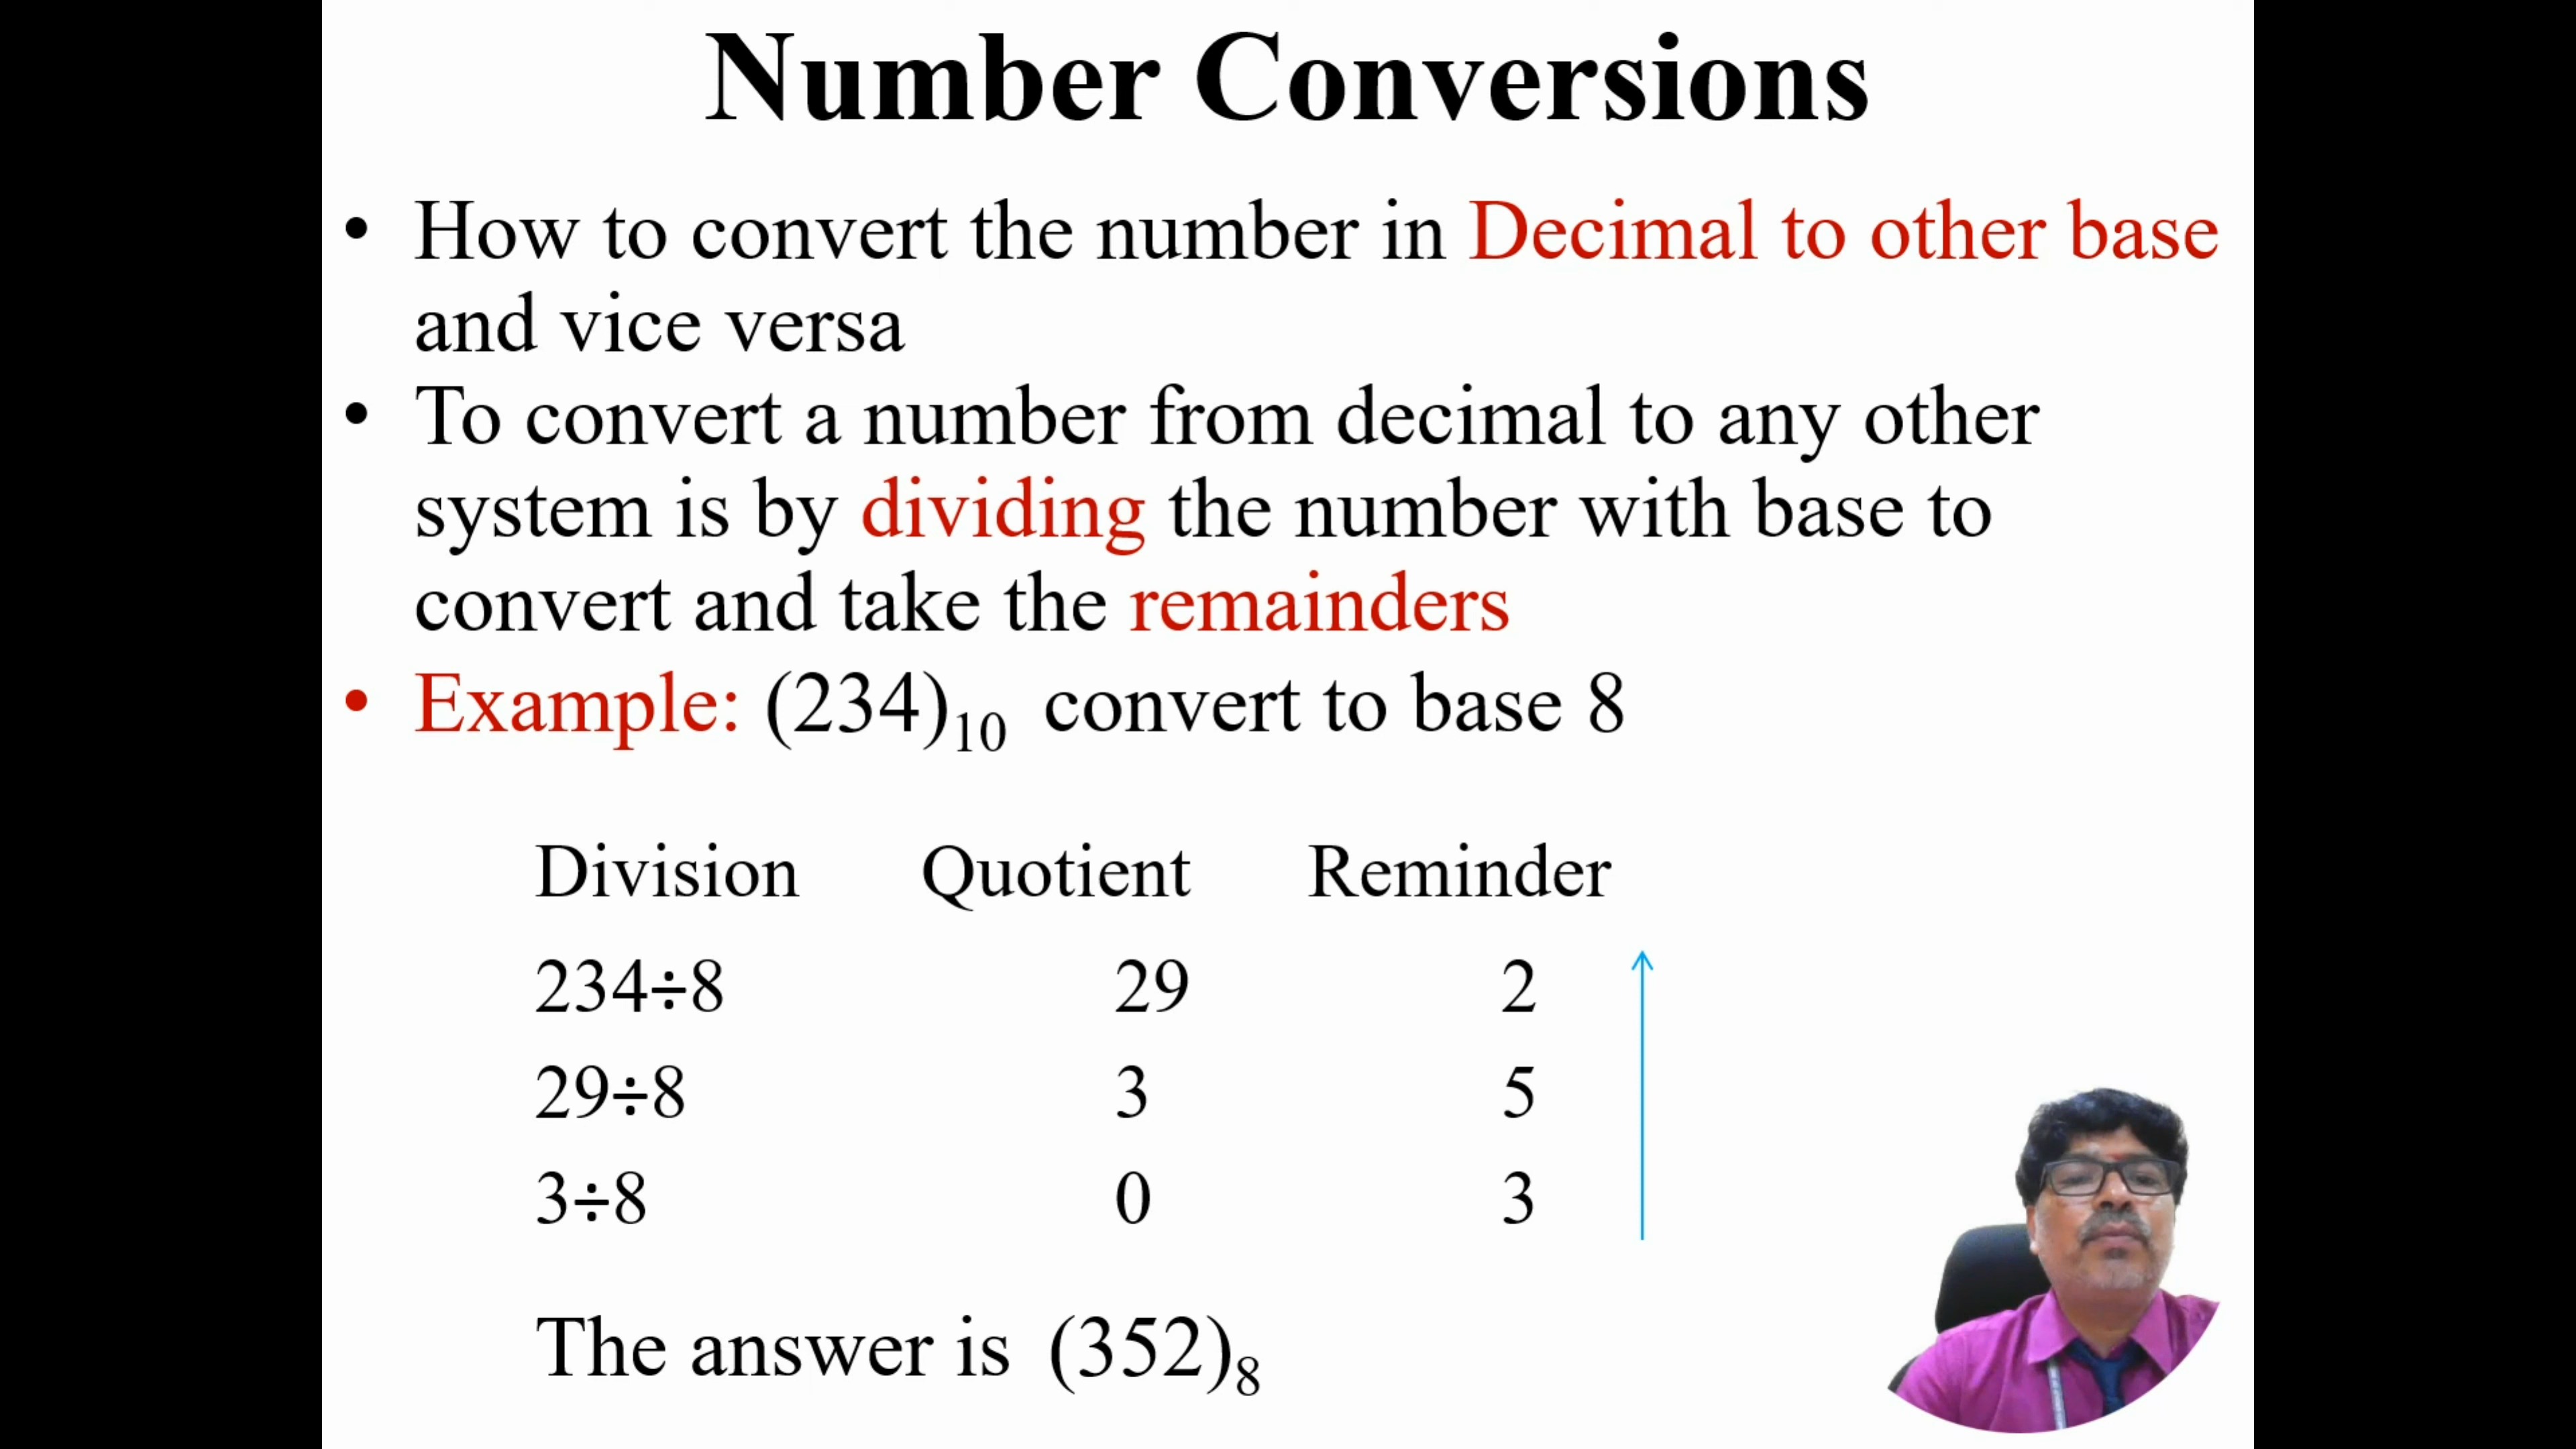 Number Conversions
• How to convert the number in Decimal to other base
and vice versa
• To convert a number from decimal to any other
system is by dividing the number with base to
convert and take the remainders
• Example: (234)₁₀ convert to base 8
Division Quotient Reminder
234÷8 29 2
29÷8 3 5
3÷8 0 3
The answer is (352)₈